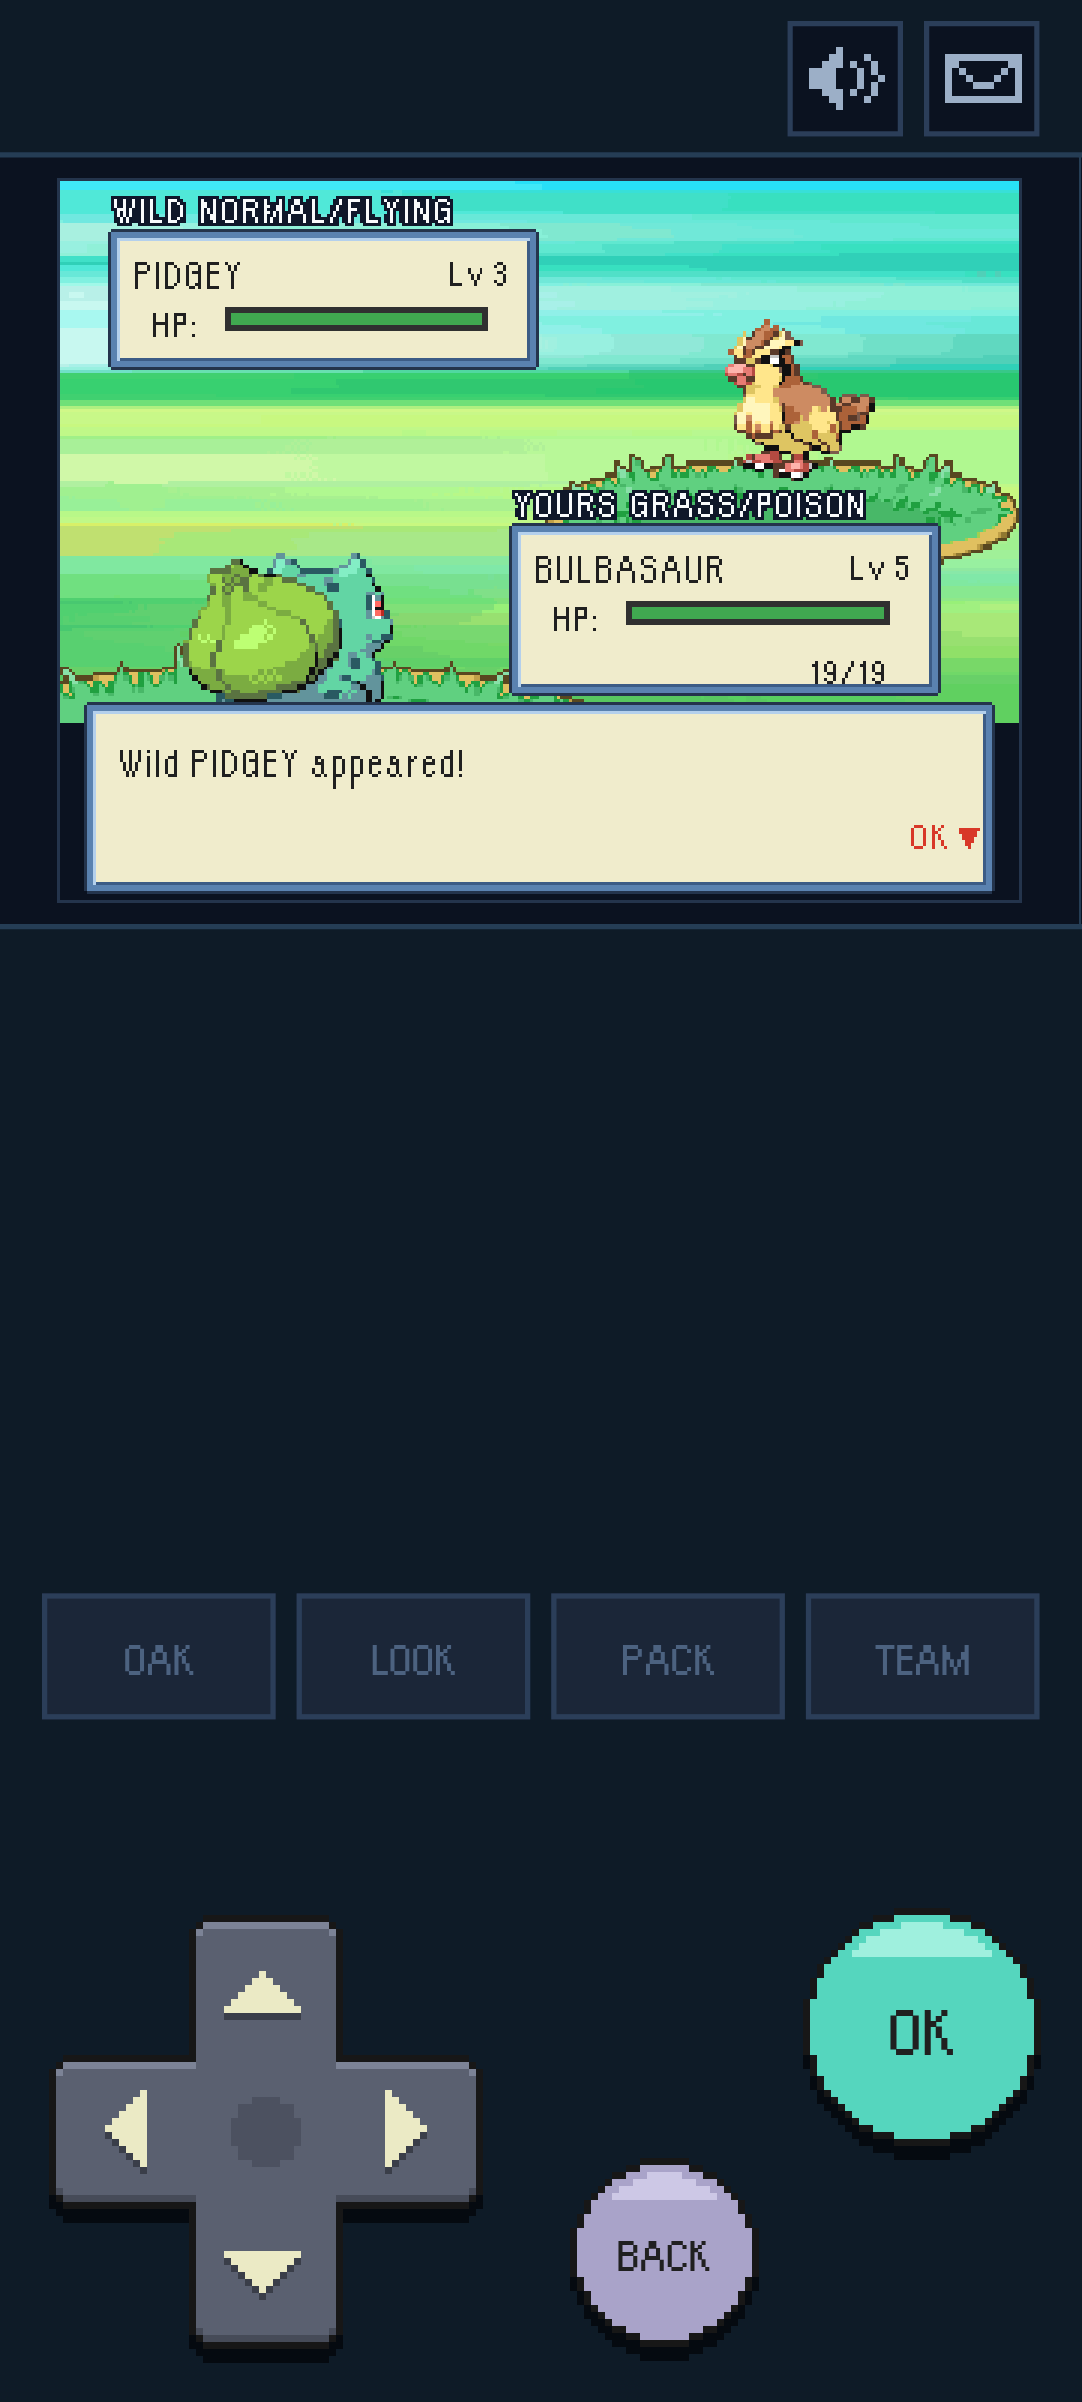 WILD NORMAL/FLYING
PIDGEY Lv 3
HP:
YOURS GRASS/POISON
BULBASAUR Lv 5
HP:
19/19
Wild PIDGEY appeared!
OK ▼
OAK LOOK PACK TEAM
OK
BACK